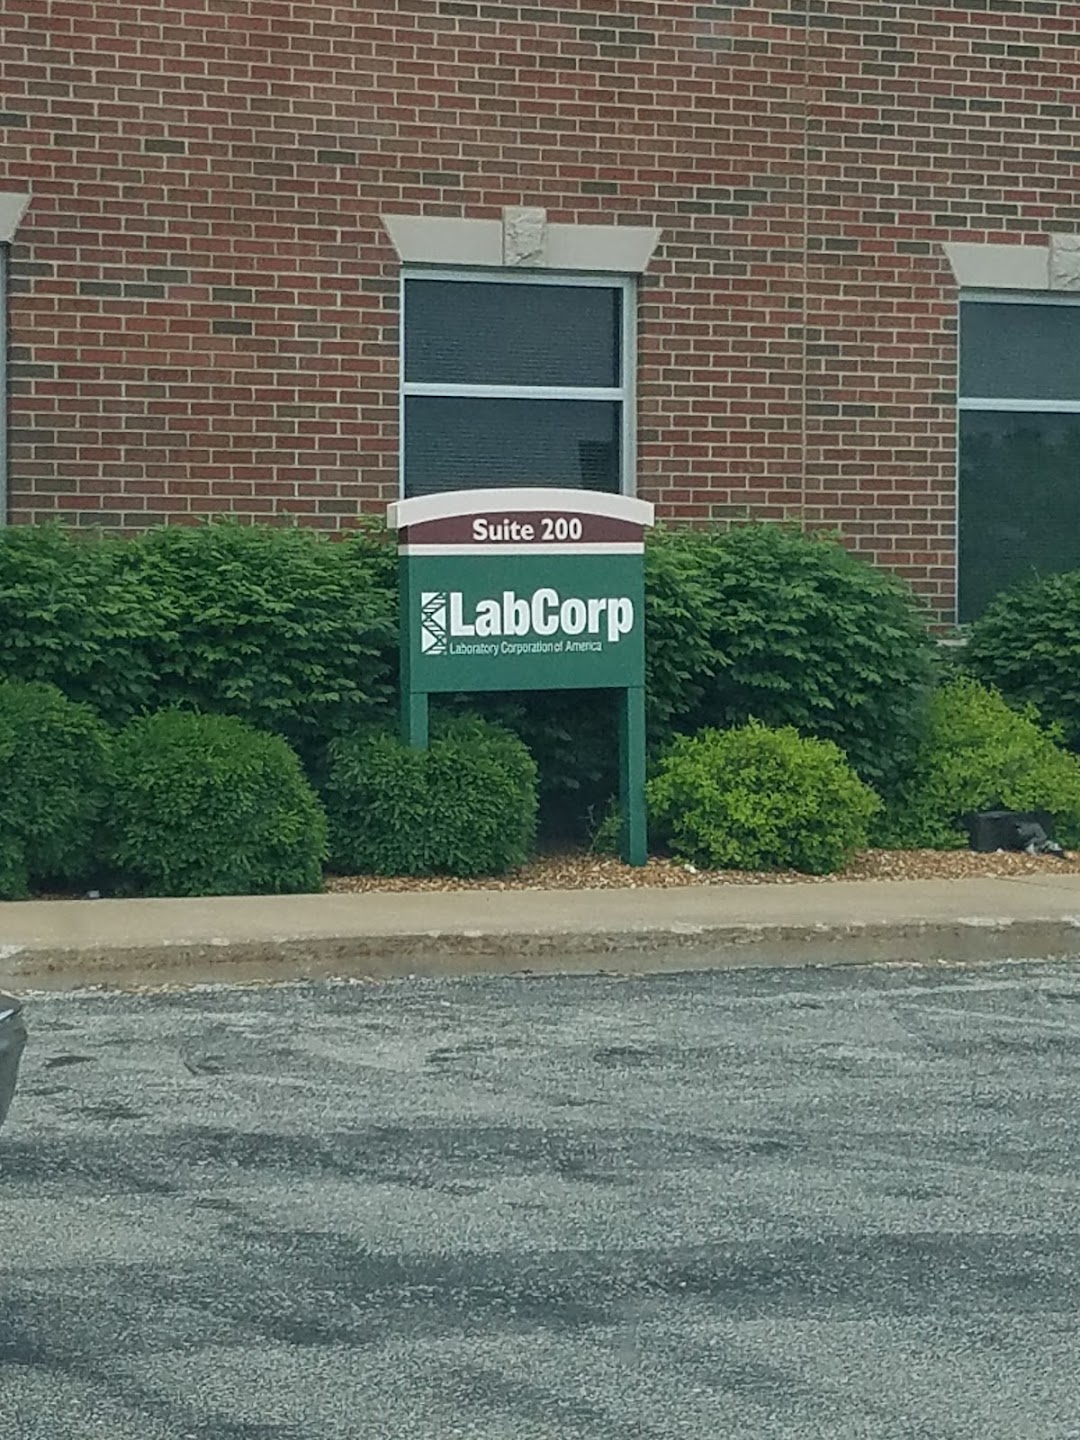 Suite 200
LabCorp
Laboratory Corporation of America